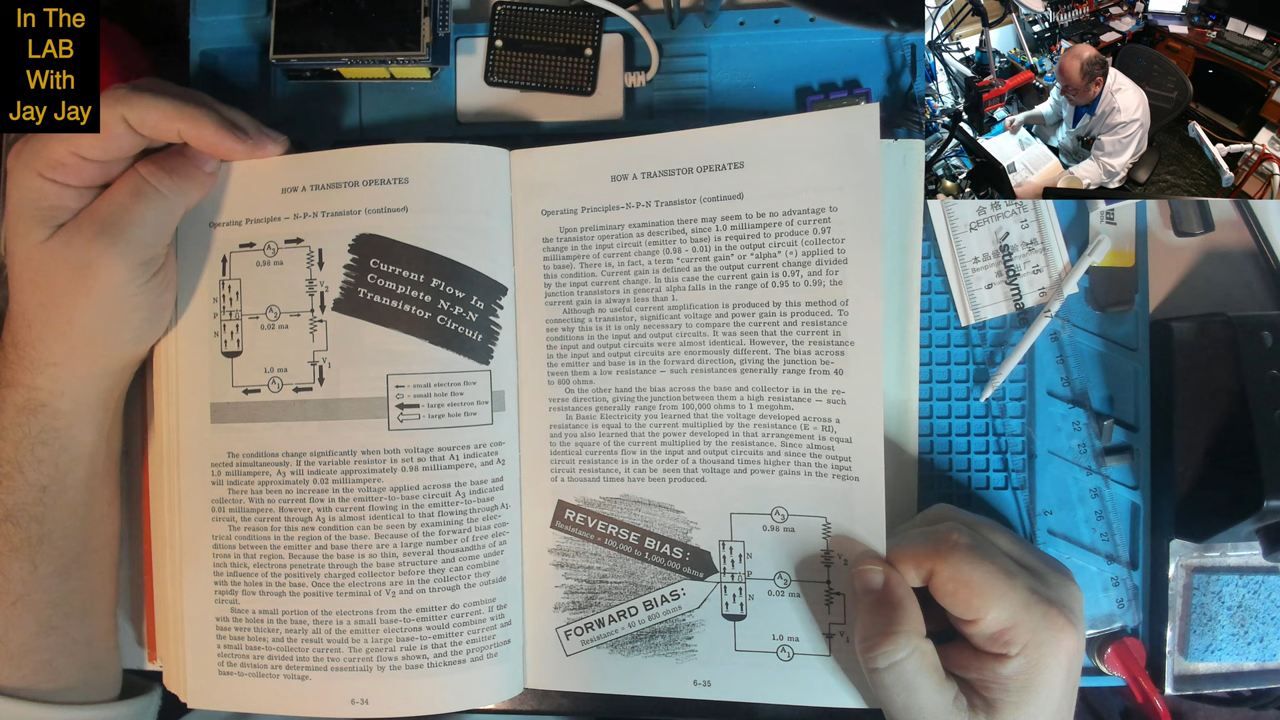 In The
LAB
With
Jay Jay
HOW A TRANSISTOR OPERATES
Operating Principles — N-P-N Transistor (continued)
A3
0.98 ma
N
P
N
V2
A2
0.02 ma
1.0 ma
V1
A1
Current Flow In
Complete N-P-N
Transistor Circuit
= small electron flow
= small hole flow
= large electron flow
= large hole flow
The conditions change significantly when both voltage sources are con-
nected simultaneously. If the variable resistor is set so that A1 indicates
1.0 milliampere, A3 will indicate approximately 0.98 milliampere, and A2
will indicate approximately 0.02 milliampere.
There has been no increase in the voltage applied across the base and
collector. With no current flow in the emitter-to-base circuit A3 indicated
0.01 milliampere. However, with current flowing in the emitter-to-base
circuit, the current through A3 is almost identical to that flowing through A1.
The reason for this new condition can be seen by examining the elec-
trical conditions in the region of the base. Because of the forward bias con-
ditions between the emitter and base there are a large number of free elec-
trons in that region. Because the base is so thin, several thousandths of an
inch thick, electrons penetrate through the base structure and come under
the influence of the positively charged collector before they can combine
with the holes in the base. Once the electrons are in the collector they
rapidly flow through the positive terminal of V2 and on through the outside
circuit.
Since a small portion of the electrons from the emitter do combine
with the holes in the base, there is a small base-to-emitter current. If the
base were thicker, nearly all of the emitter electrons would combine with
the base holes; and the result would be a large base-to-emitter current and
a small base-to-collector current. The general rule is that the emitter
electrons are divided into the two current flows shown, and the proportions
of the division are determined essentially by the base thickness and the
base-to-collector voltage.
6-34
HOW A TRANSISTOR OPERATES
Operating Principles—N-P-N Transistor (continued)
Upon preliminary examination there may seem to be no advantage to
the transistor operation as described, since 1.0 milliampere of current
change in the input circuit (emitter to base) is required to produce 0.97
milliampere of current change (0.98 - 0.01) in the output circuit (collector
to base). There is, in fact, a term "current gain" or "alpha" (∝) applied to
this condition. Current gain is defined as the output current change divided
by the input current change. In this case the current gain is 0.97, and for
junction transistors in general alpha falls in the range of 0.95 to 0.99; the
current gain is always less than 1.
Although no useful current amplification is produced by this method of
connecting a transistor, significant voltage and power gain is produced. To
see why this is it is only necessary to compare the current and resistance
conditions in the input and output circuits. It was seen that the current in
the input and output circuits were almost identical. However, the resistance
in the input and output circuits are enormously different. The bias across
the emitter and base is in the forward direction, giving the junction be-
tween them a low resistance — such resistances generally range from 40
to 800 ohms.
On the other hand the bias across the base and collector is in the re-
verse direction, giving the junction between them a high resistance — such
resistances generally range from 100,000 ohms to 1 megohm.
In Basic Electricity you learned that the voltage developed across a
resistance is equal to the current multiplied by the resistance (E = RI),
and you also learned that the power developed in that arrangement is equal
to the square of the current multiplied by the resistance. Since almost
identical currents flow in the input and output circuits and since the output
circuit resistance is in the order of a thousand times higher than the input
circuit resistance, it can be seen that voltage and power gains in the region
of a thousand times have been produced.
REVERSE BIAS:
Resistance = 100,000 to 1,000,000 ohms
FORWARD BIAS:
Resistance = 40 to 800 ohms
A3
0.98 ma
N
P
N
V2
A2
0.02 ma
V1
1.0 ma
A1
6-35
合格证
CERTIFICATE
studyma
16
17
18
19
20
29
30